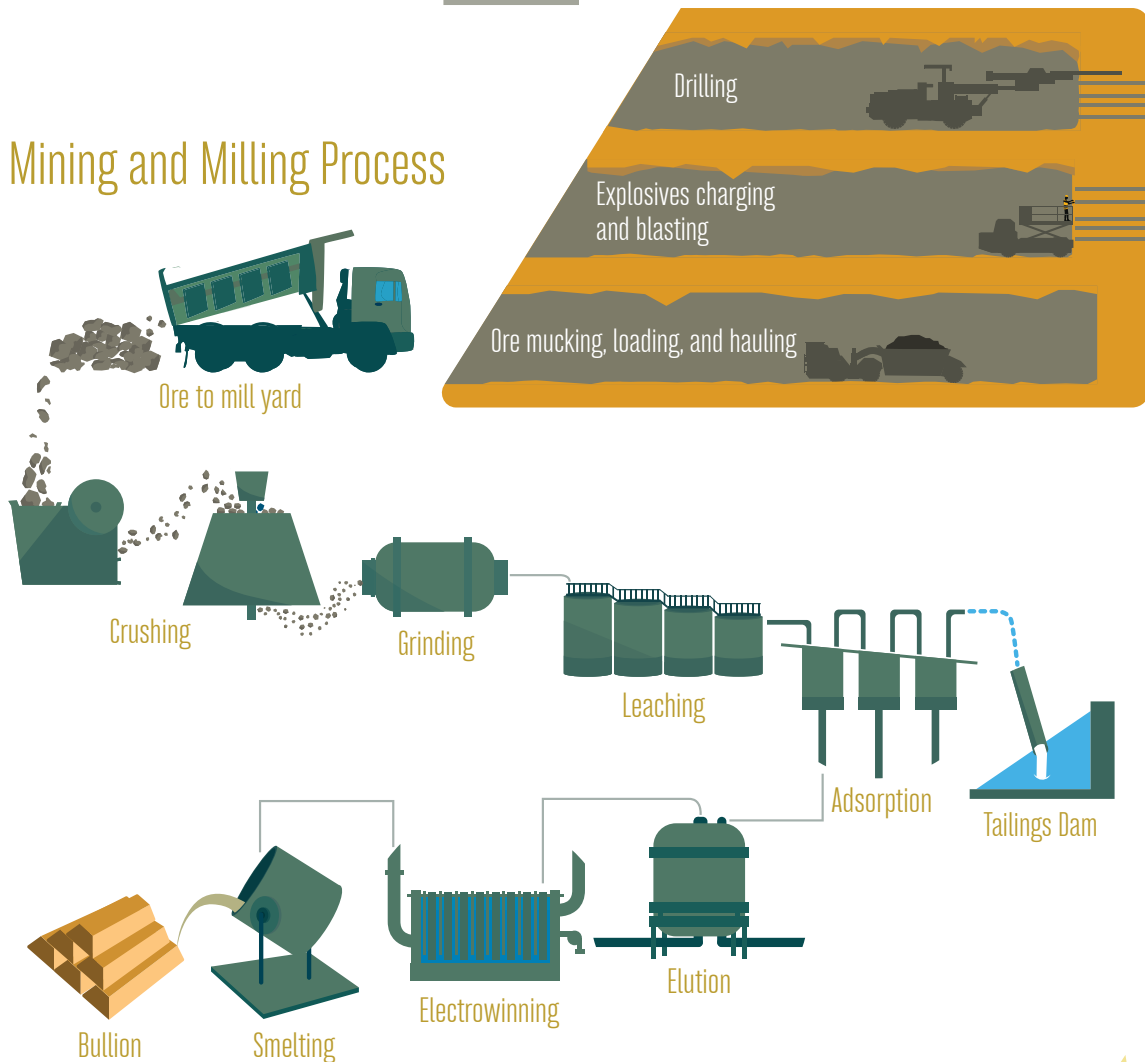 Mining and Milling Process
Drilling
Explosives charging
and blasting
Ore mucking, loading, and hauling
Ore to mill yard
Crushing
Grinding
Leaching
Adsorption
Tailings Dam
Elution
Electrowinning
Smelting
Bullion